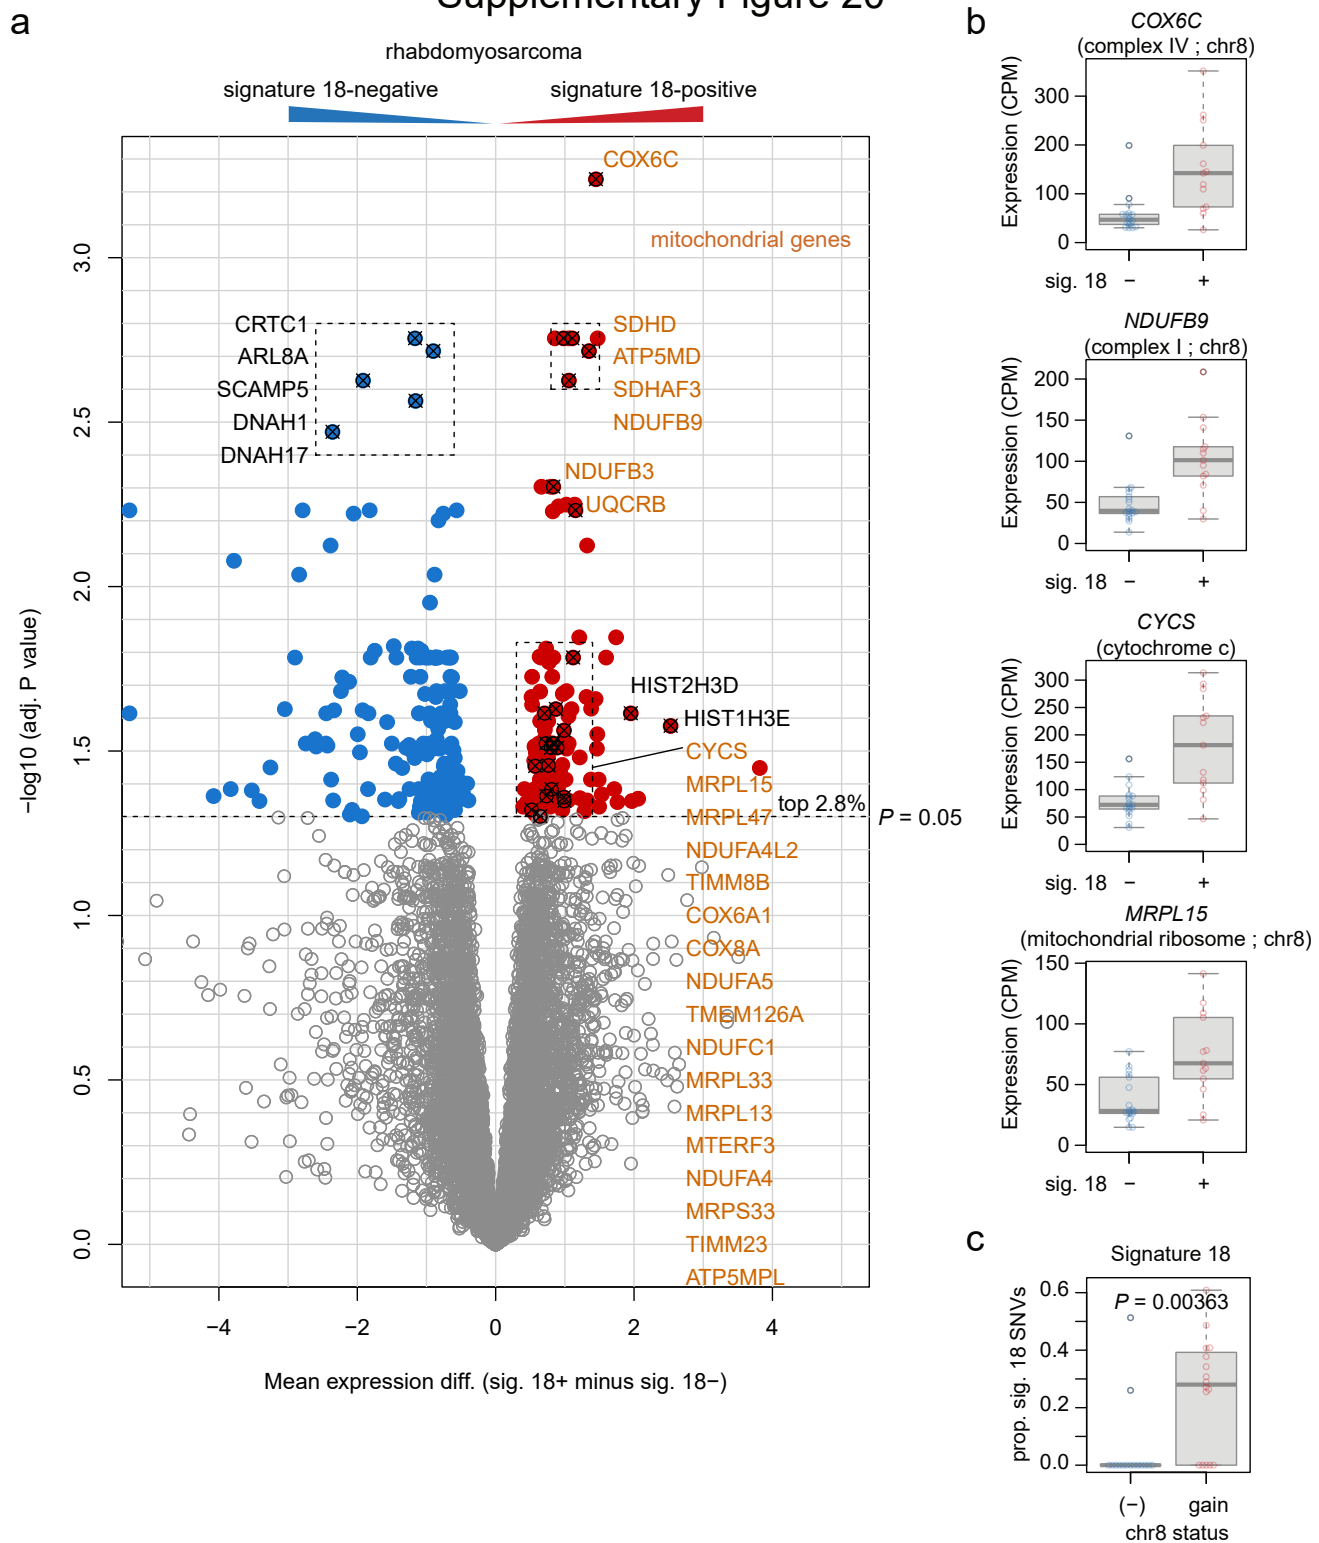 Supplementary Figure 20
a
rhabdomyosarcoma
signature 18-negative
signature 18-positive
COX6C
mitochondrial genes
CRTC1
ARL8A
SCAMP5
DNAH1
DNAH17
SDHD
ATP5MD
SDHAF3
NDUFB9
NDUFB3
UQCRB
HIST2H3D
HIST1H3E
CYCS
MRPL15
MRPL47
NDUFA4L2
TIMM8B
COX6A1
COX8A
NDUFA5
TMEM126A
NDUFC1
MRPL33
MRPL13
MTERF3
NDUFA4
MRPS33
TIMM23
ATP5MPL
top 2.8%
P = 0.05
−log10 (adj. P value)
3.0
2.5
2.0
1.5
1.0
0.5
0.0
−4
−2
0
2
4
Mean expression diff. (sig. 18+ minus sig. 18−)
b
COX6C
(complex IV ; chr8)
Expression (CPM)
300
200
100
0
sig. 18 − +
NDUFB9
(complex I ; chr8)
Expression (CPM)
200
150
100
50
0
sig. 18 − +
CYCS
(cytochrome c)
Expression (CPM)
300
250
200
150
100
50
0
sig. 18 − +
MRPL15
(mitochondrial ribosome ; chr8)
Expression (CPM)
150
100
50
0
sig. 18 − +
c
Signature 18
P = 0.00363
prop. sig. 18 SNVs
0.6
0.4
0.2
0.0
(−) gain
chr8 status